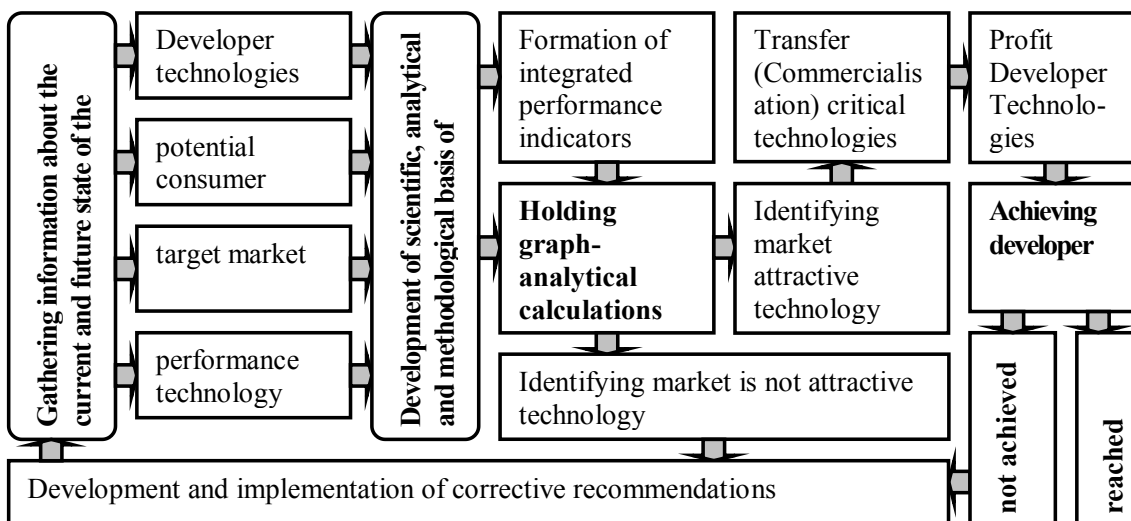 Gathering information about the
current and future state of the
Developer
technologies
potential
consumer
target market
performance
technology
Development of scientific, analytical
and methodological basis of
Formation of
integrated
performance
indicators
Transfer
(Commercialis
ation) critical
technologies
Profit
Developer
Technolo-
gies
Holding
graph-
analytical
calculations
Identifying
market
attractive
technology
Achieving
developer
Identifying market is not attractive
technology
not achieved
reached
Development and implementation of corrective recommendations